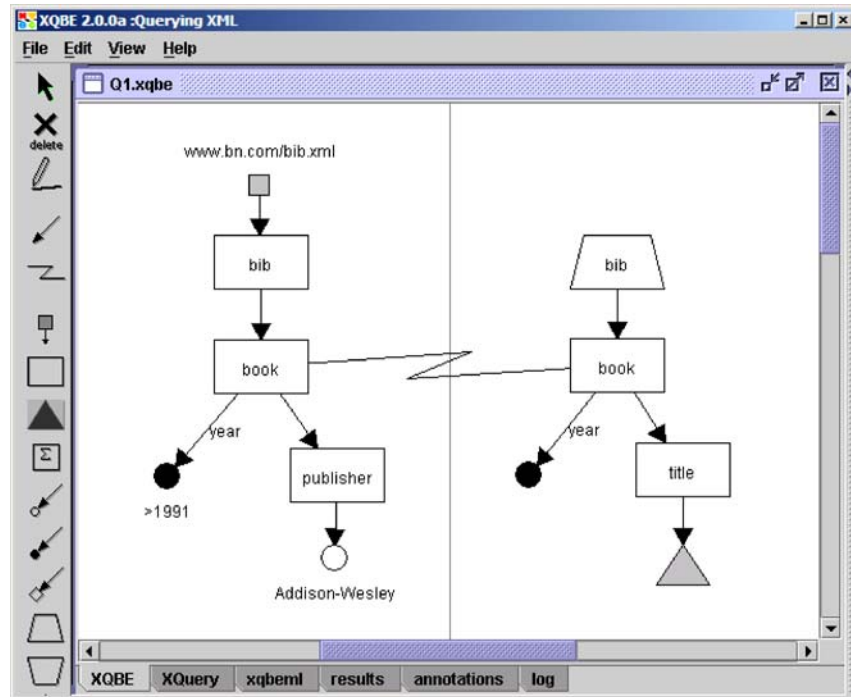 XQBE 2.0.0a :Querying XML
File Edit View Help
Q1.xqbe
delete
www.bn.com/bib.xml
bib
bib
book
book
year
year
publisher
title
>1991
Addison-Wesley
Σ
XQBE XQuery xqbeml results annotations log